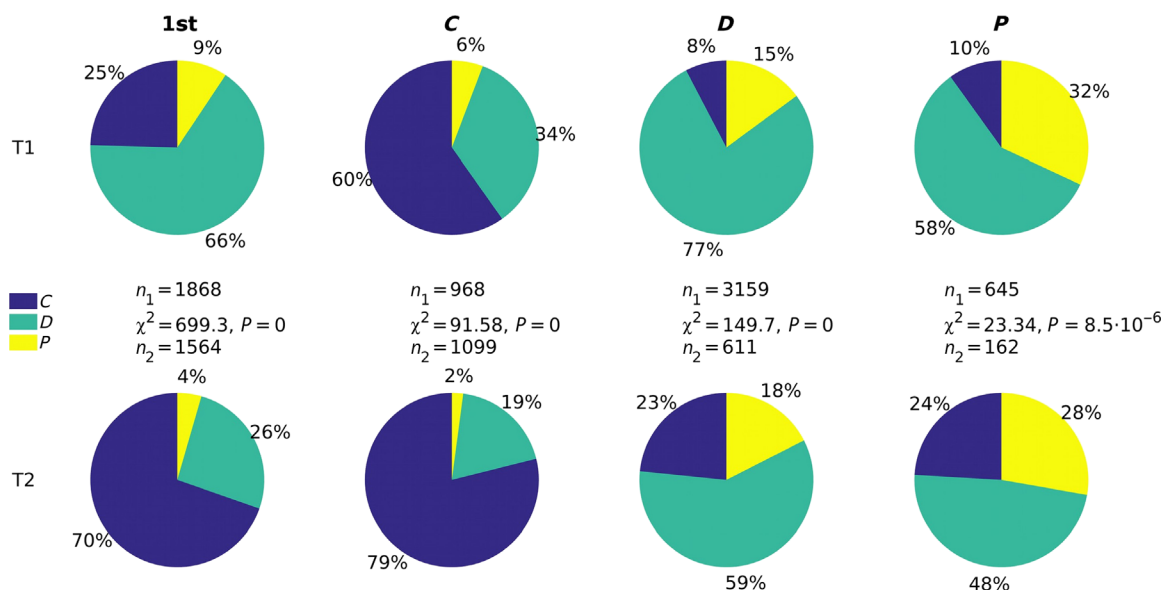 1st C D P
9% 6% 8% 15% 10%
25% 32%
T1 34%
60%
66% 77% 58%
n1 = 1868 n1 = 968 n1 = 3159 n1 = 645
C
χ² = 699.3, P = 0 χ² = 91.58, P = 0 χ² = 149.7, P = 0 χ² = 23.34, P = 8.5·10⁻⁶
D
n2 = 1564 n2 = 1099 n2 = 611 n2 = 162
P
4% 2% 18%
23% 19% 24% 28%
26%
T2
70% 79% 59% 48%